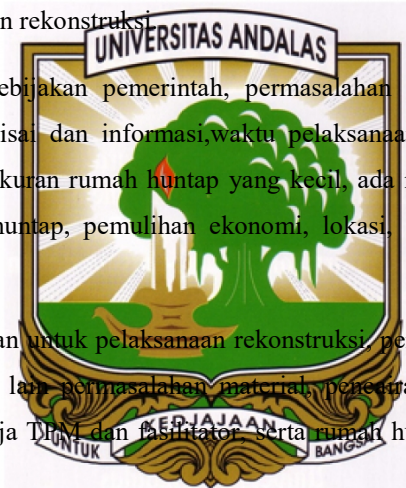 n rekonstruksi.
UNIVERSITAS ANDALAS
ebijakan pemerintah, permasalahan
isai dan informasi,waktu pelaksanaa
kuran rumah huntap yang kecil, ada
huntap, pemulihan ekonomi, lokasi,
an untuk pelaksanaan rekonstruksi, pe
lain permasalahan material,
ja TPM dan fasilitator, serta rumah h
UNTUK KEDJAJAAN BANGSA